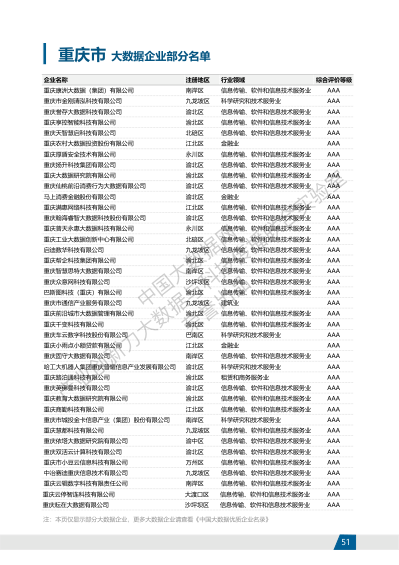 重庆市 大数据企业部分名单
企业名称 注册地区 行业领域 综合评价等级
重庆康洲大数据（集团）有限公司 南岸区 信息传输、软件和信息技术服务业 AAA
重庆市金刚清泓科技有限公司 九龙坡区 科学研究和技术服务业 AAA
重庆誉存大数据科技有限公司 渝北区 信息传输、软件和信息技术服务业 AAA
重庆亨控智能科技有限公司 渝北区 信息传输、软件和信息技术服务业 AAA
重庆天智慧启科技有限公司 北碚区 信息传输、软件和信息技术服务业 AAA
重庆农村大数据投资股份有限公司 江北区 金融业 AAA
重庆厚盾安全技术有限公司 永川区 信息传输、软件和信息技术服务业 AAA
重庆扬升科技集团有限公司 渝北区 信息传输、软件和信息技术服务业 AAA
重庆大数据研究院有限公司 渝北区 信息传输、软件和信息技术服务业 AAA
重庆仙桃前沿消费行为大数据有限公司 渝北区 信息传输、软件和信息技术服务业 AAA
马上消费金融股份有限公司 渝北区 金融业 AAA
重庆满惠网络科技有限公司 江北区 信息传输、软件和信息技术服务业 AAA
重庆翰海睿智大数据科技股份有限公司 渝北区 信息传输、软件和信息技术服务业 AAA
重庆普天永惠大数据科技有限公司 永川区 信息传输、软件和信息技术服务业 AAA
重庆工业大数据创新中心有限公司 北碚区 信息传输、软件和信息技术服务业 AAA
启迪数华科技有限公司 九龙坡区 信息传输、软件和信息技术服务业 AAA
重庆帮企科技集团有限公司 渝北区 信息传输、软件和信息技术服务业 AAA
重庆智慧思特大数据有限公司 南岸区 信息传输、软件和信息技术服务业 AAA
重庆众意网科技有限公司 沙坪坝区 信息传输、软件和信息技术服务业 AAA
巴斯图科技（重庆）有限公司 渝北区 信息传输、软件和信息技术服务业 AAA
重庆市通信产业服务有限公司 九龙坡区 建筑业 AAA
重庆前沿城市大数据管理有限公司 渝北区 信息传输、软件和信息技术服务业 AAA
重庆千变科技有限公司 渝北区 信息传输、软件和信息技术服务业 AAA
重庆车云数字科技股份有限公司 巴南区 科学研究和技术服务业 AAA
重庆小雨点小额贷款有限公司 江北区 金融业 AAA
重庆固守大数据有限公司 南岸区 信息传输、软件和信息技术服务业 AAA
哈工大机器人集团重庆普耀信息产业发展有限公司 渝北区 科学研究和技术服务业 AAA
重庆路泊通科技有限公司 渝北区 租赁和商务服务业 AAA
重庆英佛曼科技有限公司 渝北区 信息传输、软件和信息技术服务业 AAA
重庆教育大数据研究院有限公司 渝北区 信息传输、软件和信息技术服务业 AAA
重庆商勤科技有限公司 江北区 信息传输、软件和信息技术服务业 AAA
重庆市城投金卡信息产业（集团）股份有限公司 南岸区 科学研究和技术服务业 AAA
重庆慧都科技有限公司 九龙坡区 信息传输、软件和信息技术服务业 AAA
重庆依塔大数据研究院有限公司 渝中区 信息传输、软件和信息技术服务业 AAA
重庆双活云计算科技有限公司 渝北区 信息传输、软件和信息技术服务业 AAA
重庆市小豆云信息科技有限公司 万州区 信息传输、软件和信息技术服务业 AAA
中冶赛迪重庆信息技术有限公司 九龙坡区 信息传输、软件和信息技术服务业 AAA
重庆云砚数字科技有限责任公司 南岸区 信息传输、软件和信息技术服务业 AAA
重庆云停智连科技有限公司 大渡口区 信息传输、软件和信息技术服务业 AAA
重庆耘在大数据有限公司 沙坪坝区 信息传输、软件和信息技术服务业 AAA
注：本页仅显示部分大数据企业，更多大数据企业请查看《中国大数据优质企业名录》
51